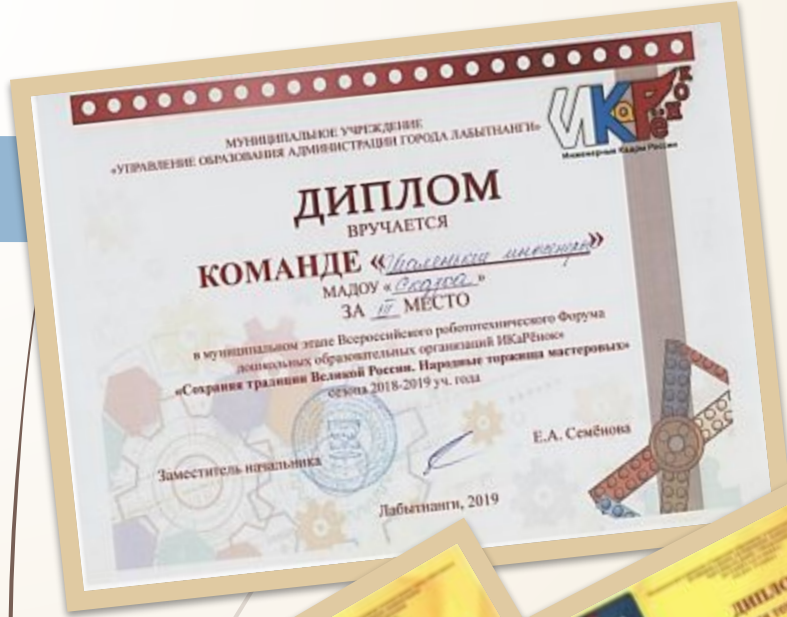 МУНИЦИПАЛЬНОЕ УЧРЕЖДЕНИЕ
«УПРАВЛЕНИЕ ОБРАЗОВАНИЯ АДМИНИСТРАЦИИ ГОРОДА ЛАБЫТНАНГИ»
ИКаРёнок
Инженерные Кадры России
ДИПЛОМ
ВРУЧАЕТСЯ
КОМАНДЕ «Маленькие инженеры»
МАДОУ «Сказка»
ЗА III МЕСТО
в муниципальном этапе Всероссийского робототехнического Форума
дошкольных образовательных организаций ИКаРёнок»
«Сохраняя традиции Великой России. Народные торжища мастеровых»
сезона 2018-2019 уч. года
Заместитель начальника
Е.А. Семёнова
Лабытнанги, 2019
ДИПЛО